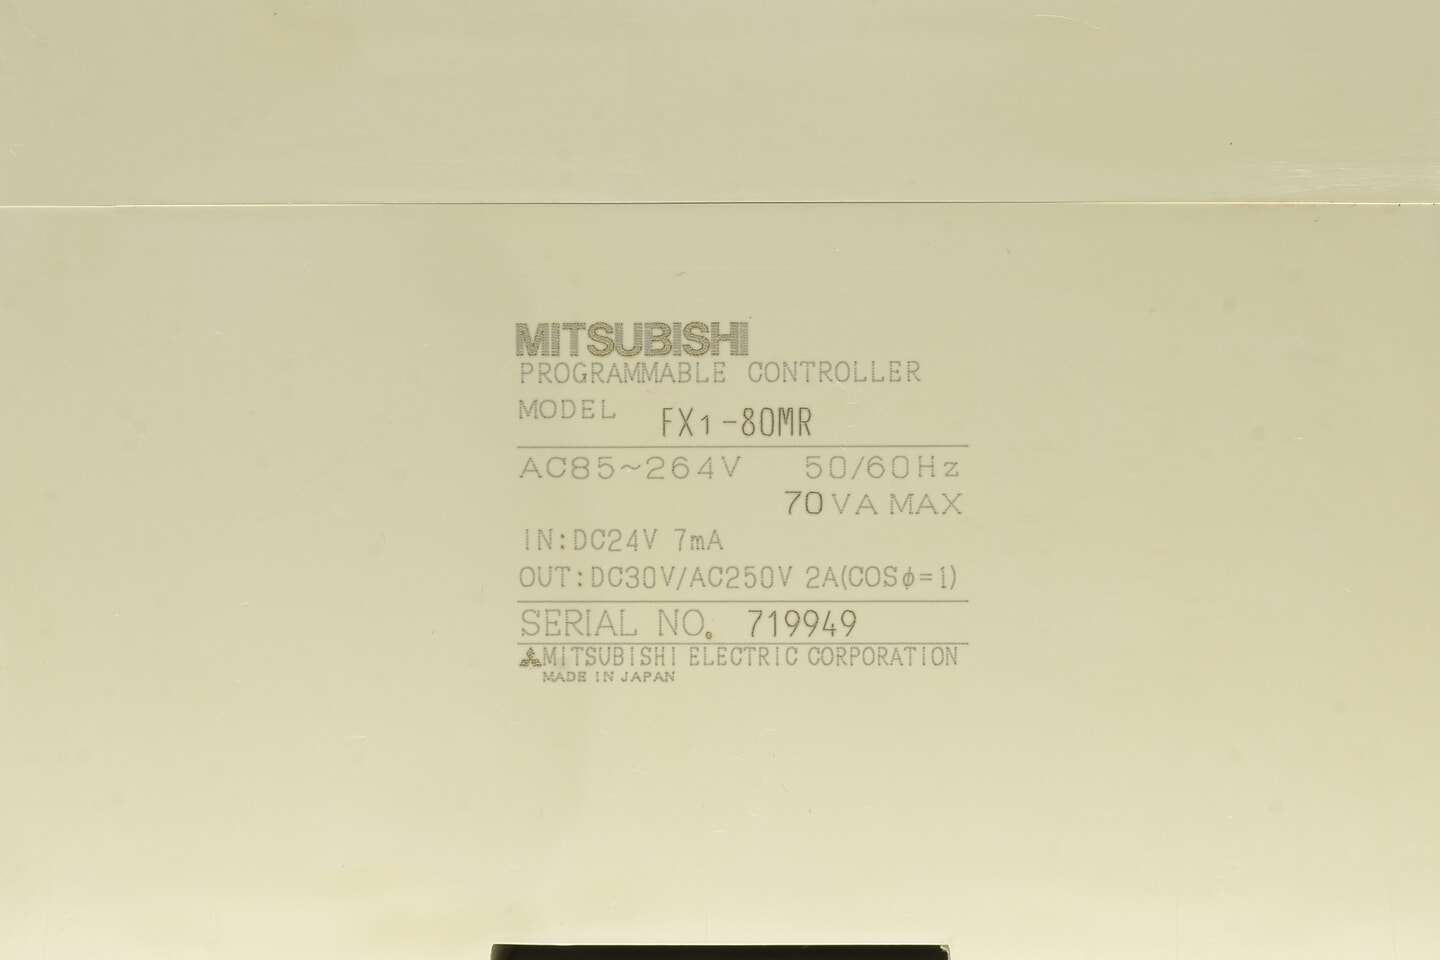 MITSUBISHI
PROGRAMMABLE CONTROLLER
MODEL FX1-80MR
AC85~264V 50/60Hz
70VA MAX
IN:DC24V 7mA
OUT:DC30V/AC250V 2A(COSϕ=1)
SERIAL NO. 719949
MITSUBISHI ELECTRIC CORPORATION
MADE IN JAPAN